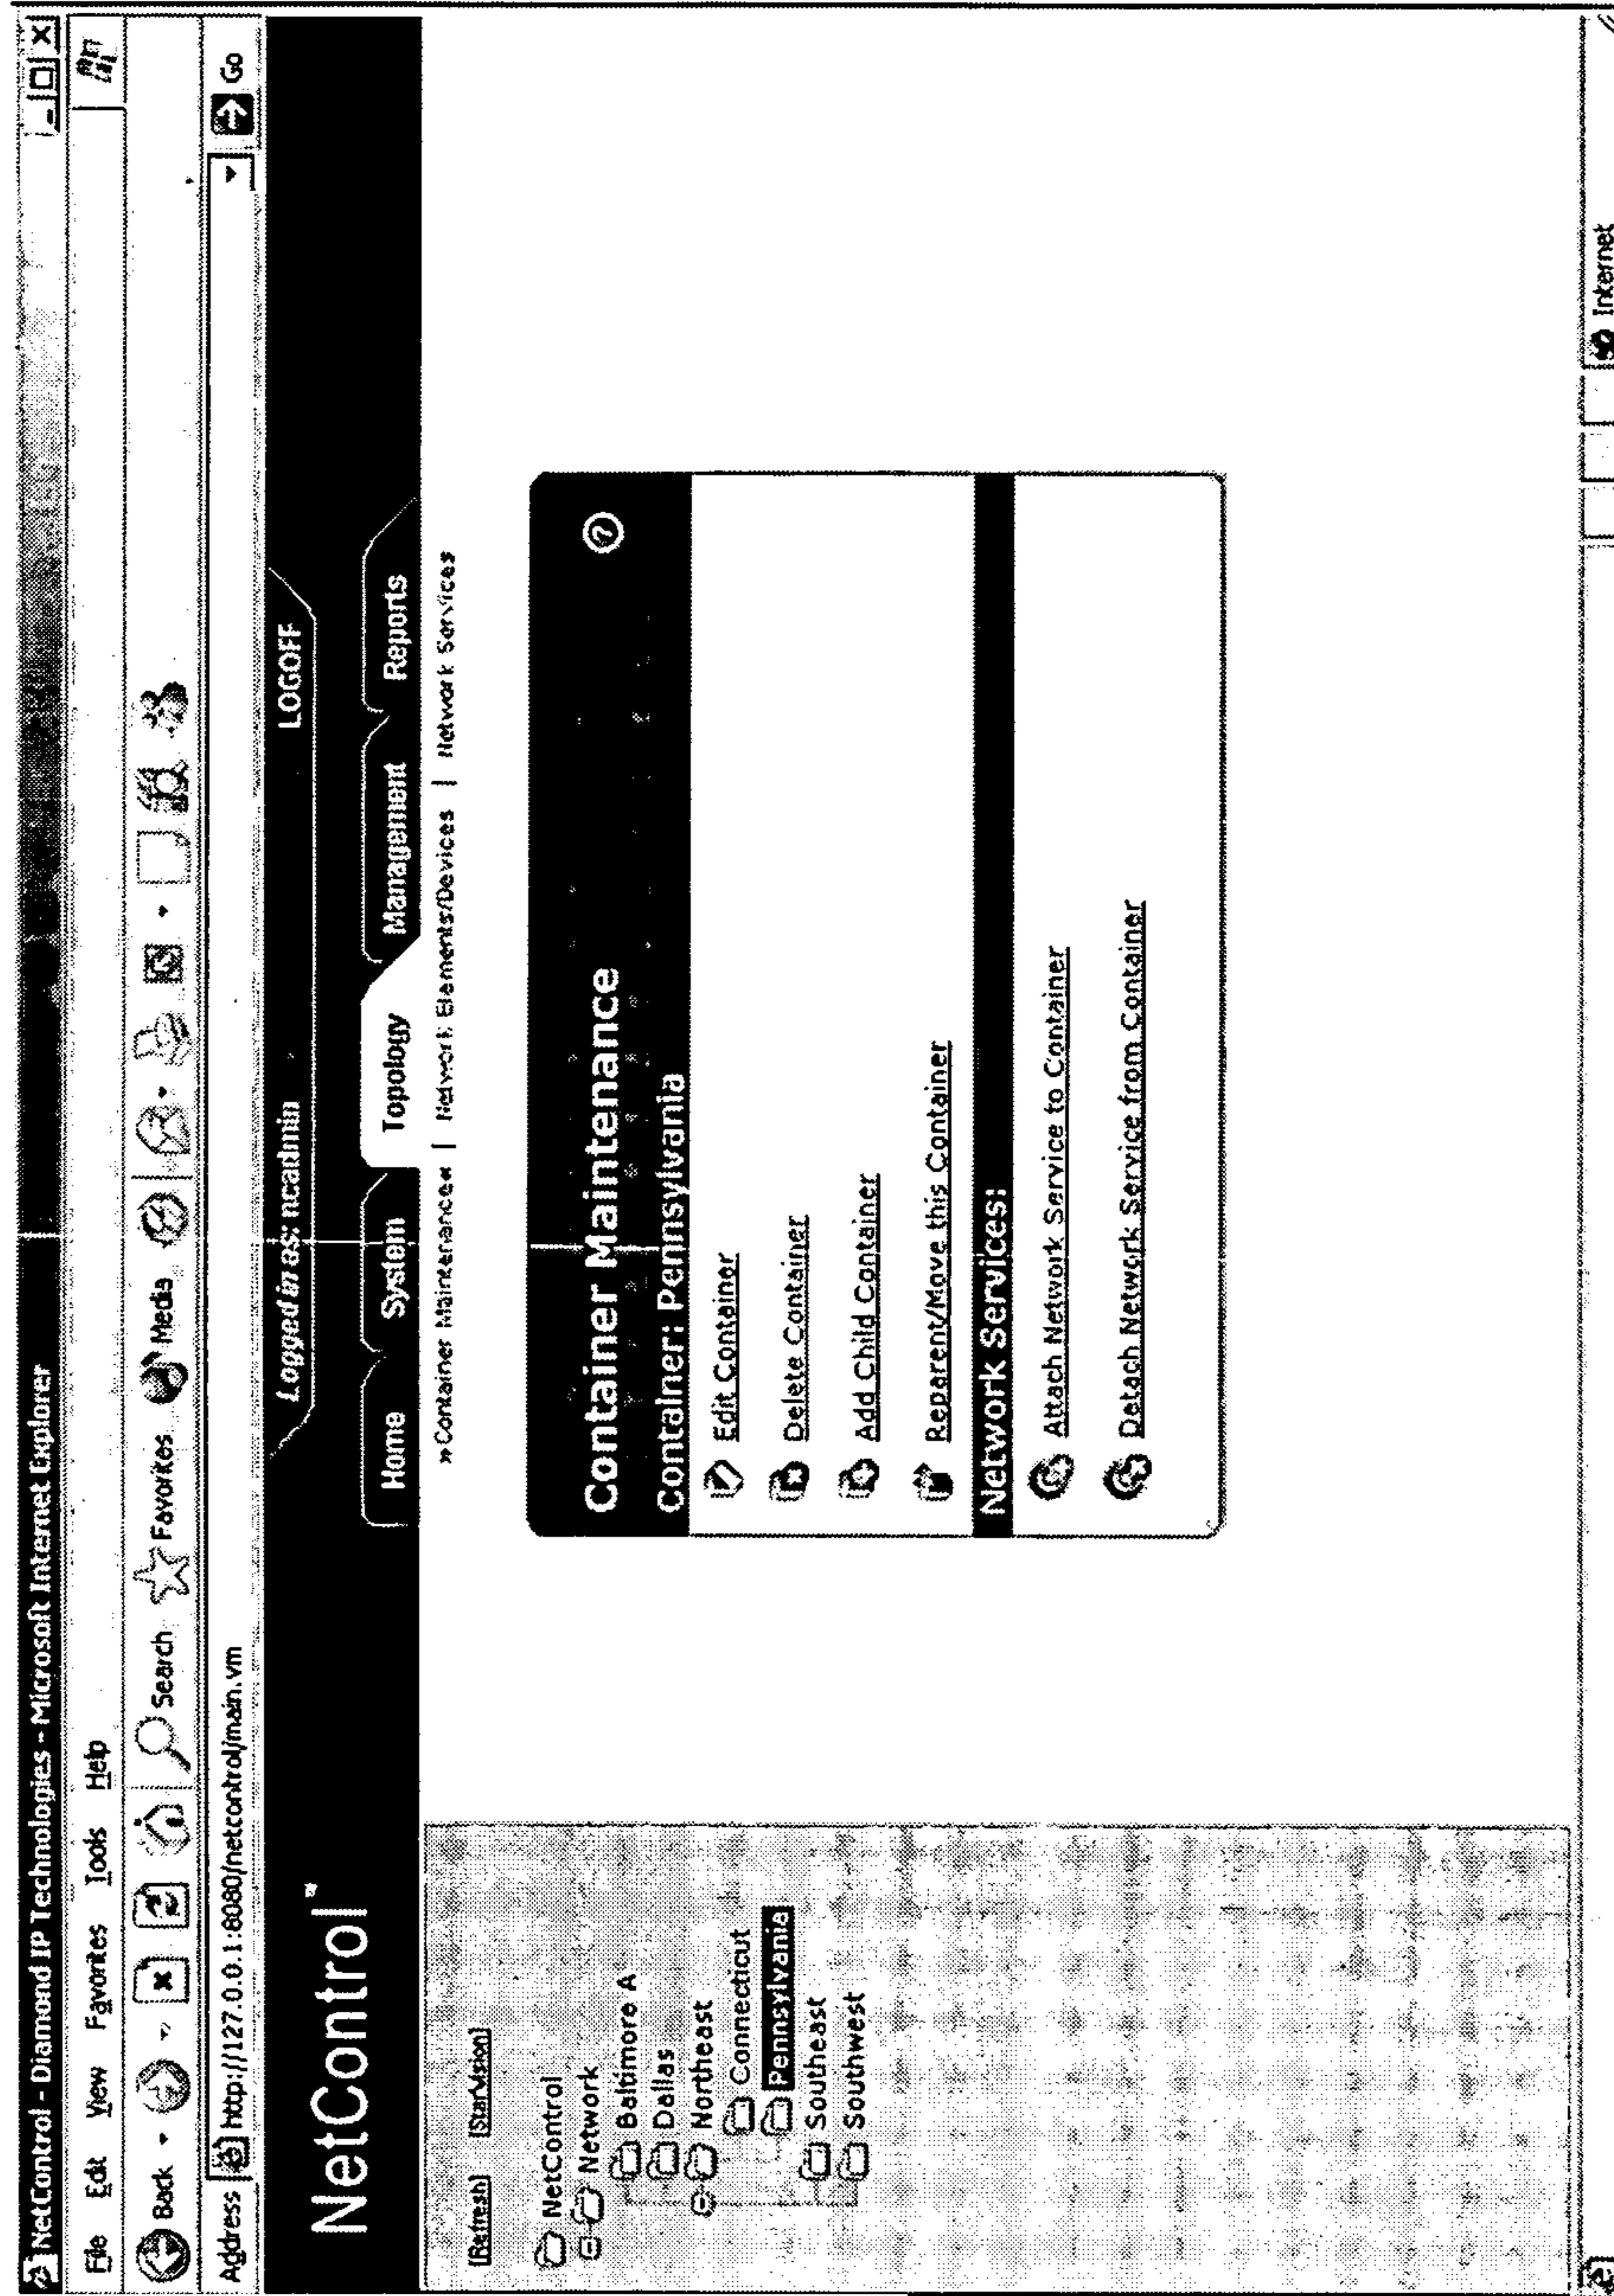 NetControl - Diamond IP Technologies - Microsoft Internet Explorer
File Edit View Favorites Tools Help
Back Search Favorites Media
Address http://127.0.0.1:8080/netcontrol/main.vm Go
NetControl™
Logged in as: ncadmin LOGOFF
Home System Topology Management Reports
»Container Maintenance« | Network Elements/Devices | Network Services
[Refresh] [StarVision]
NetControl
Network
Baltimore A
Dallas
Northeast
Connecticut
Pennsylvania
Southeast
Southwest
Container Maintenance ?
Container: Pennsylvania
Edit Container
Delete Container
Add Child Container
Reparent/Move this Container
Network Services:
Attach Network Service to Container
Detach Network Service from Container
Internet